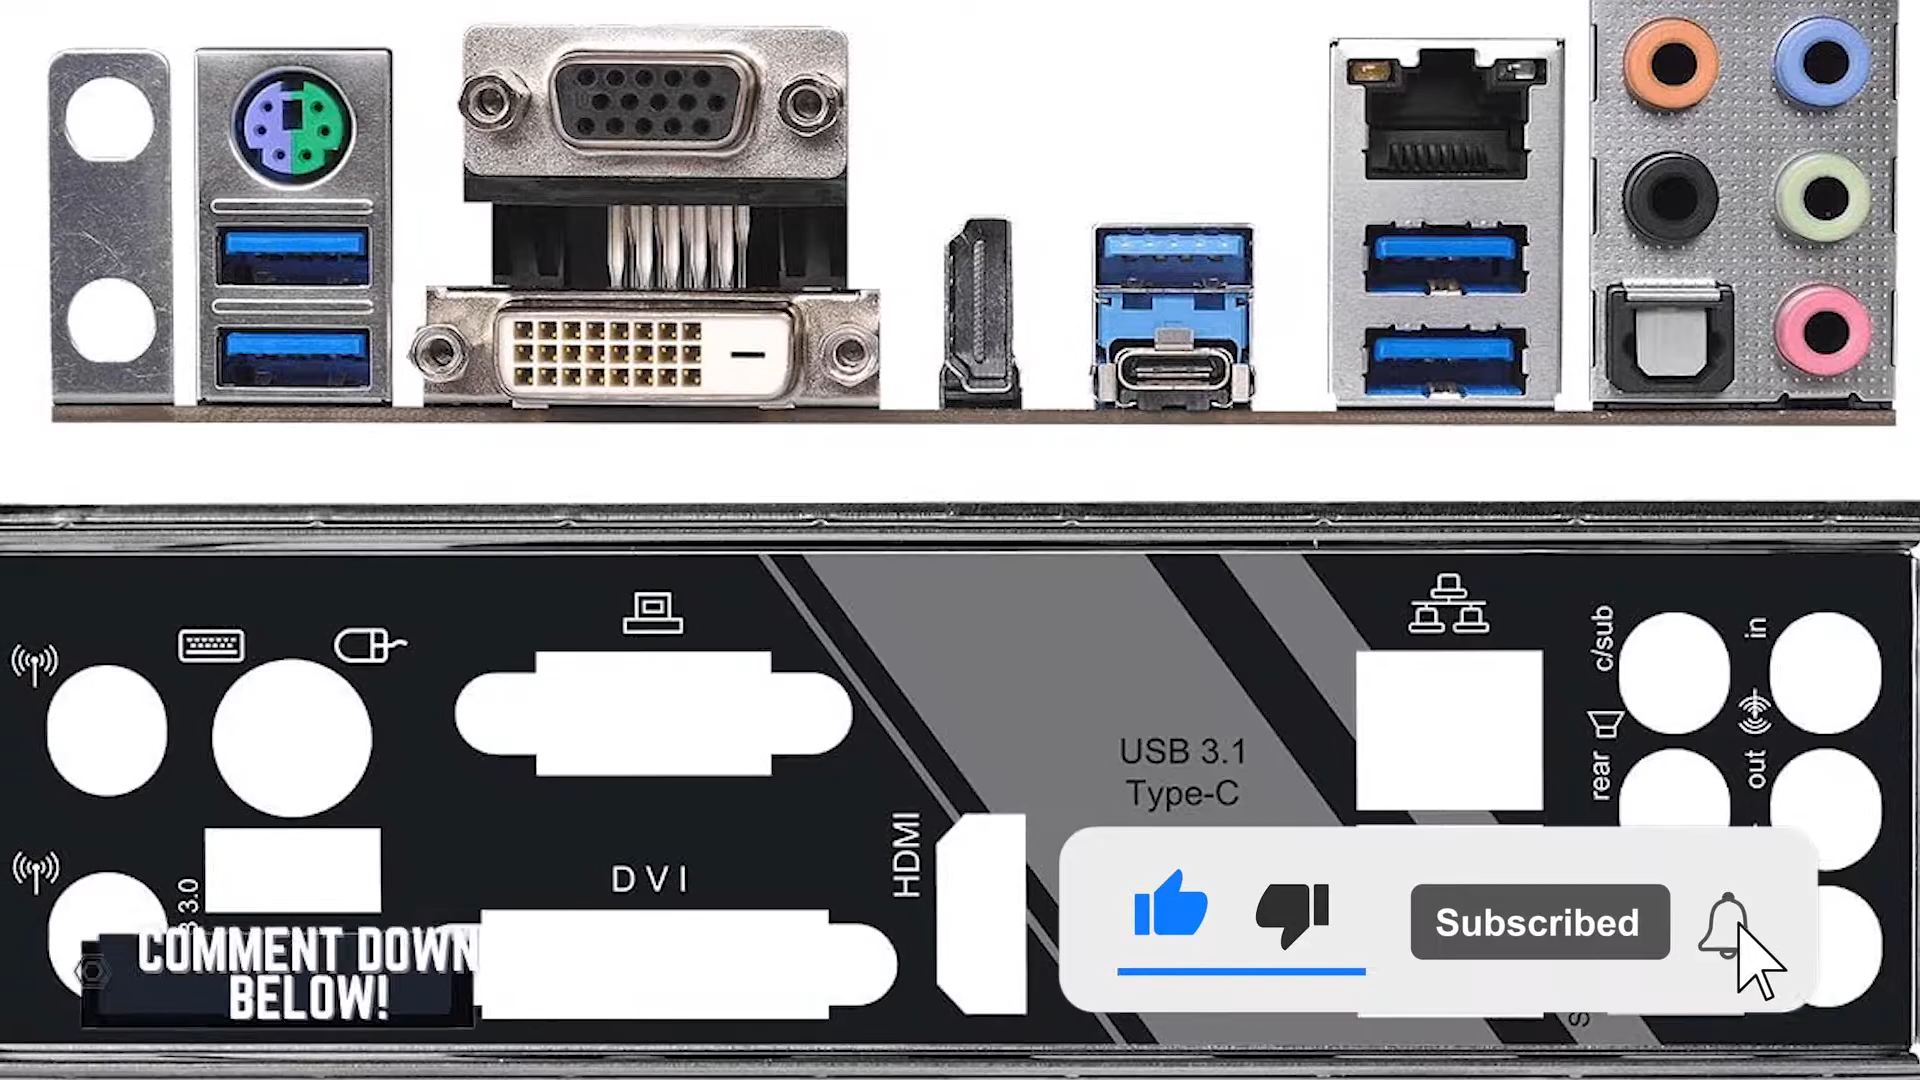 c/sub
in
rear
out
USB 3.1
Type-C
HDMI
DVI
3.0
COMMENT DOWN
BELOW!
Subscribed